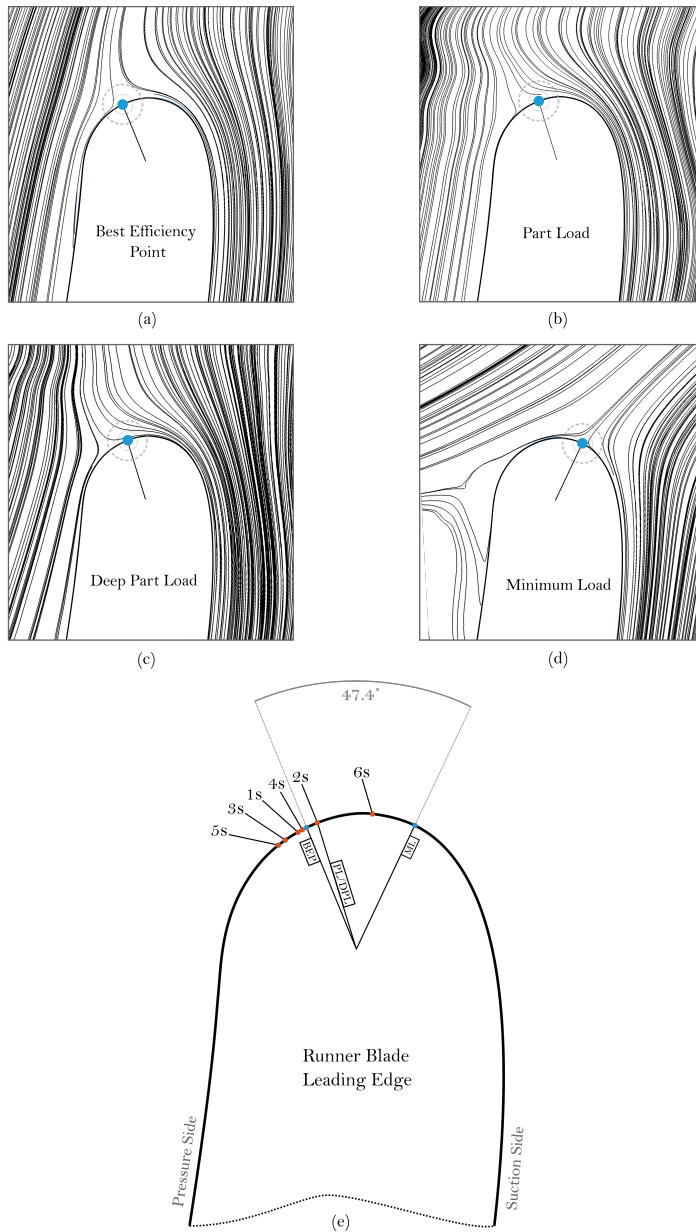 Best Efficiency
Point
(a)
Part Load
(b)
Deep Part Load
(c)
Minimum Load
(d)
47.4°
6s
2s
4s
1s
3s
5s
BEP
PL/DPL
ML
Runner Blade
Leading Edge
Pressure Side
Suction Side
(e)